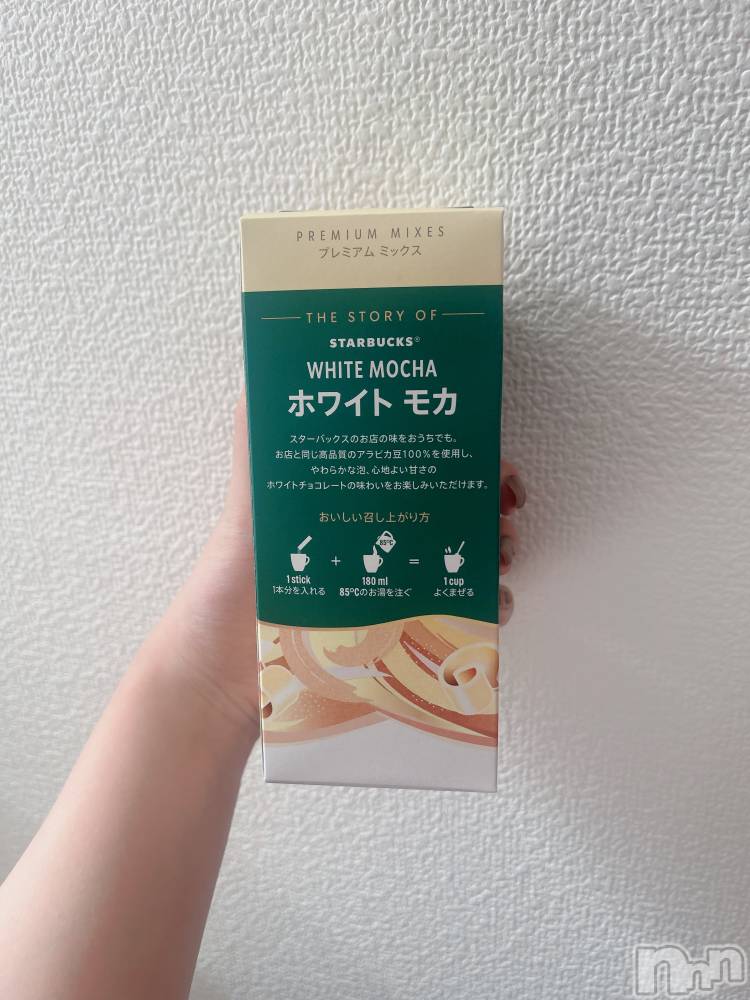 PREMIUM MIXES
プレミアム ミックス
THE STORY OF
STARBUCKS®
WHITE MOCHA
ホワイト モカ
スターバックスのお店の味をおうちでも。
お店と同じ高品質のアラビカ豆100%を使用し、
やわらかな泡、心地よい甘さの
ホワイトチョコレートの味わいをお楽しみいただけます。
おいしい召し上がり方
85℃
+ =
1 stick 180 ml 1 cup
1本分を入れる 85℃のお湯を注ぐ よくまぜる
nnn